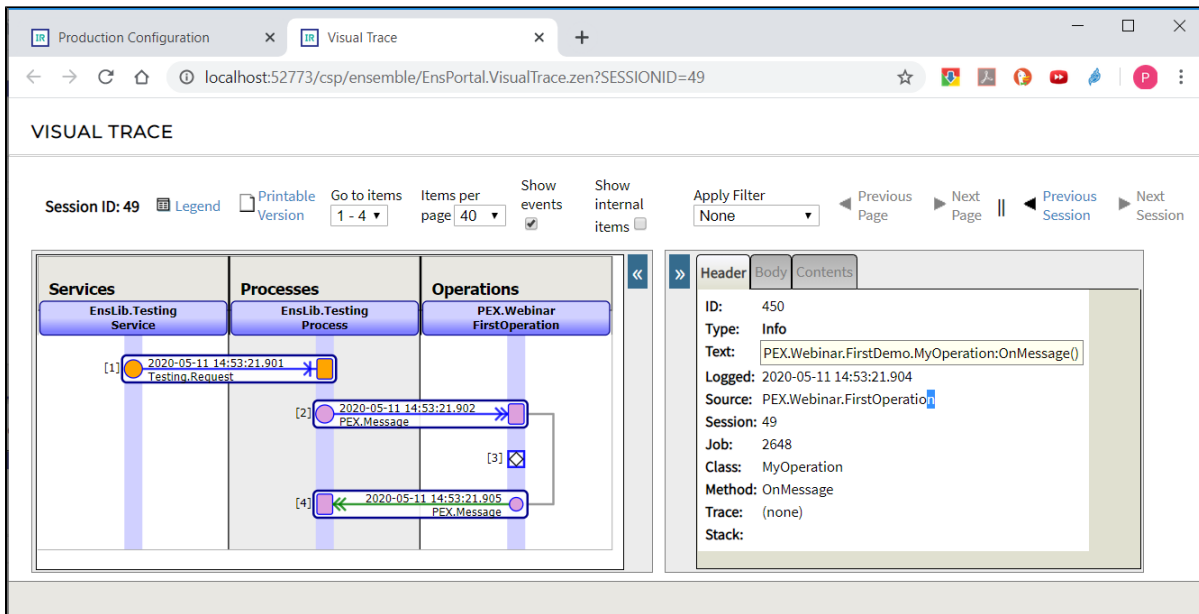 IR Production Configuration
IR Visual Trace
localhost:52773/csp/ensemble/EnsPortal.VisualTrace.zen?SESSIONID=49
P
VISUAL TRACE
Session ID: 49
Legend
Printable
Version
Go to items
1 - 4
Items per
page 40
Show
events
Show
internal
items
Apply Filter
None
Previous
Page
Next
Page
||
Previous
Session
Next
Session
Services
Processes
Operations
EnsLib.Testing
Service
EnsLib.Testing
Process
PEX.Webinar
FirstOperation
[1] 2020-05-11 14:53:21.901
Testing.Request
[2] 2020-05-11 14:53:21.902
PEX.Message
[3]
[4] 2020-05-11 14:53:21.905
PEX.Message
«
»
Header Body Contents
ID: 450
Type: Info
Text: PEX.Webinar.FirstDemo.MyOperation:OnMessage()
Logged: 2020-05-11 14:53:21.904
Source: PEX.Webinar.FirstOperation
Session: 49
Job: 2648
Class: MyOperation
Method: OnMessage
Trace: (none)
Stack: